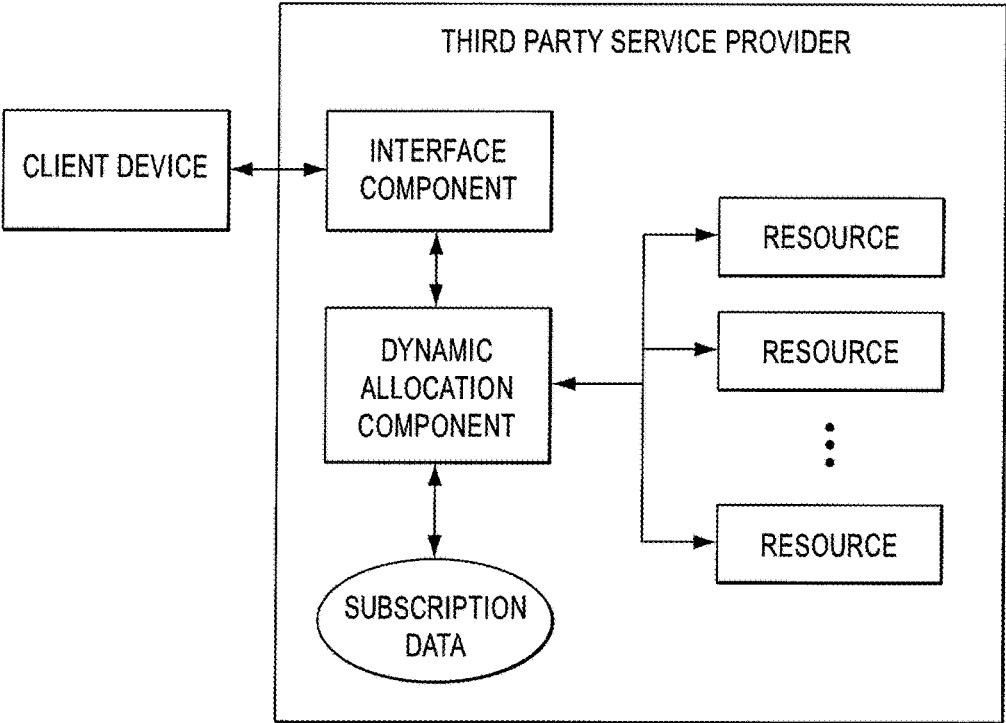 THIRD PARTY SERVICE PROVIDER
CLIENT DEVICE
INTERFACE
COMPONENT
RESOURCE
DYNAMIC
ALLOCATION
COMPONENT
RESOURCE
RESOURCE
SUBSCRIPTION
DATA